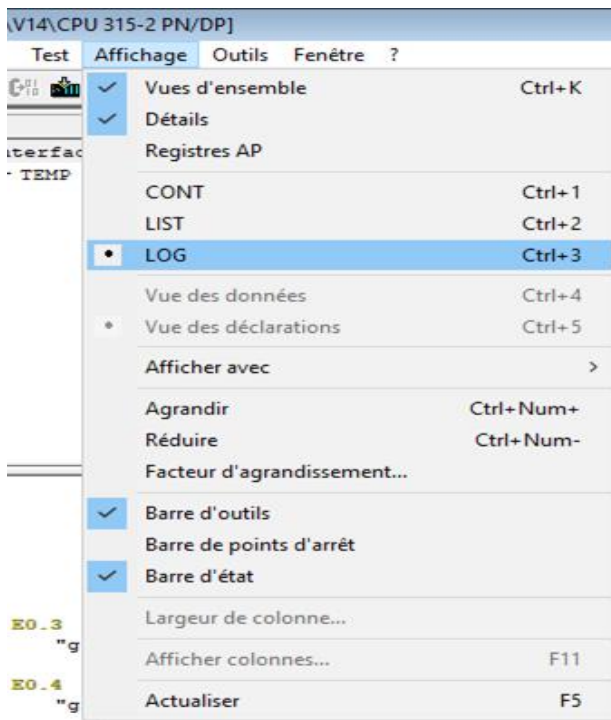 \V14\CPU 315-2 PN/DP]
Test Affichage Outils Fenêtre ?
Vues d'ensemble Ctrl+K
Détails
Registres AP
CONT Ctrl+1
LIST Ctrl+2
LOG Ctrl+3
Vue des données Ctrl+4
Vue des déclarations Ctrl+5
Afficher avec >
Agrandir Ctrl+Num+
Réduire Ctrl+Num-
Facteur d'agrandissement...
Barre d'outils
Barre de points d'arrêt
Barre d'état
Largeur de colonne...
Afficher colonnes... F11
Actualiser F5
terfac
TEMP
E0.3
"g
E0.4
"g